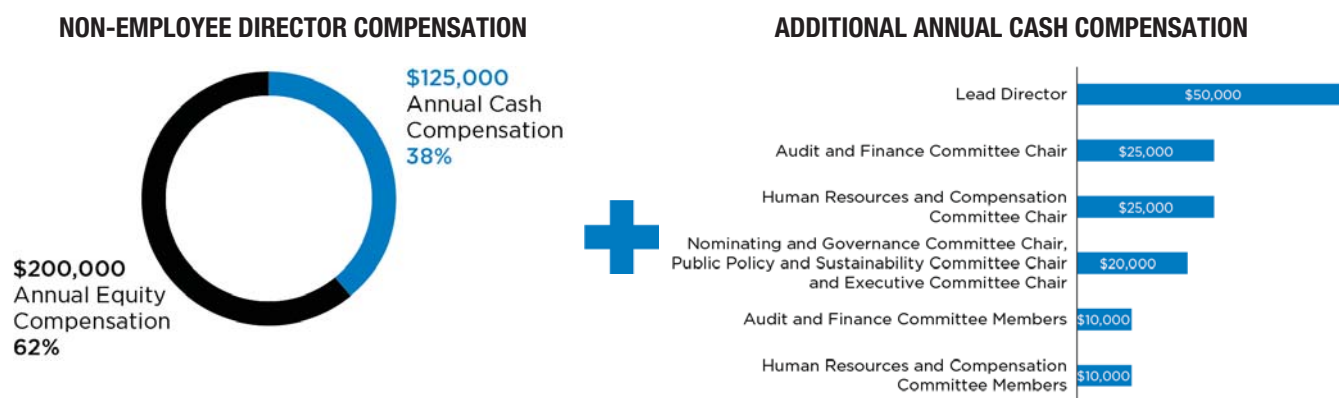 NON-EMPLOYEE DIRECTOR COMPENSATION
$125,000
Annual Cash
Compensation
38%
$200,000
Annual Equity
Compensation
62%
ADDITIONAL ANNUAL CASH COMPENSATION
Lead Director
$50,000
Audit and Finance Committee Chair
$25,000
Human Resources and Compensation
Committee Chair
$25,000
Nominating and Governance Committee Chair,
Public Policy and Sustainability Committee Chair
and Executive Committee Chair
$20,000
Audit and Finance Committee Members
$10,000
Human Resources and Compensation
Committee Members
$10,000